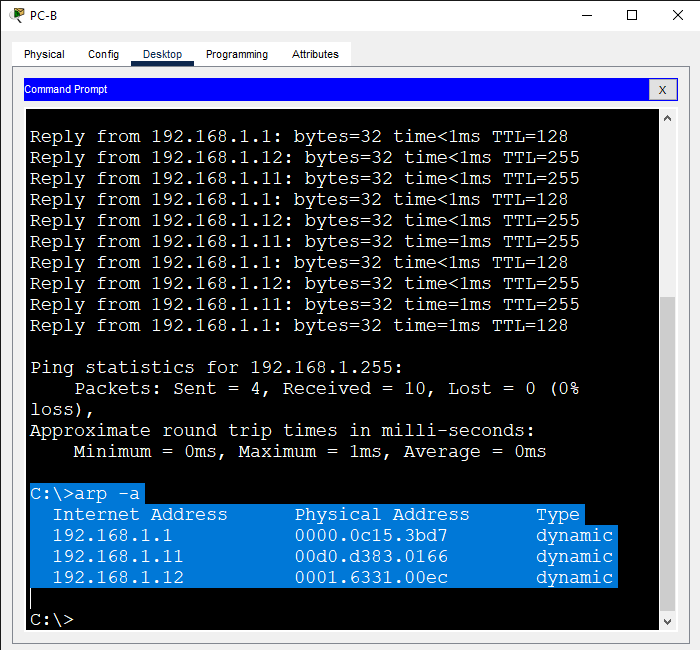 PC-B
Physical Config Desktop Programming Attributes
Command Prompt X
Reply from 192.168.1.1: bytes=32 time<1ms TTL=128
Reply from 192.168.1.12: bytes=32 time<1ms TTL=255
Reply from 192.168.1.11: bytes=32 time<1ms TTL=255
Reply from 192.168.1.1: bytes=32 time<1ms TTL=128
Reply from 192.168.1.12: bytes=32 time<1ms TTL=255
Reply from 192.168.1.11: bytes=32 time=1ms TTL=255
Reply from 192.168.1.1: bytes=32 time<1ms TTL=128
Reply from 192.168.1.12: bytes=32 time<1ms TTL=255
Reply from 192.168.1.11: bytes=32 time=1ms TTL=255
Reply from 192.168.1.1: bytes=32 time=1ms TTL=128
Ping statistics for 192.168.1.255:
Packets: Sent = 4, Received = 10, Lost = 0 (0%
loss),
Approximate round trip times in milli-seconds:
Minimum = 0ms, Maximum = 1ms, Average = 0ms
C:\>arp -a
Internet Address Physical Address Type
192.168.1.1 0000.0c15.3bd7 dynamic
192.168.1.11 00d0.d383.0166 dynamic
192.168.1.12 0001.6331.00ec dynamic
C:\>